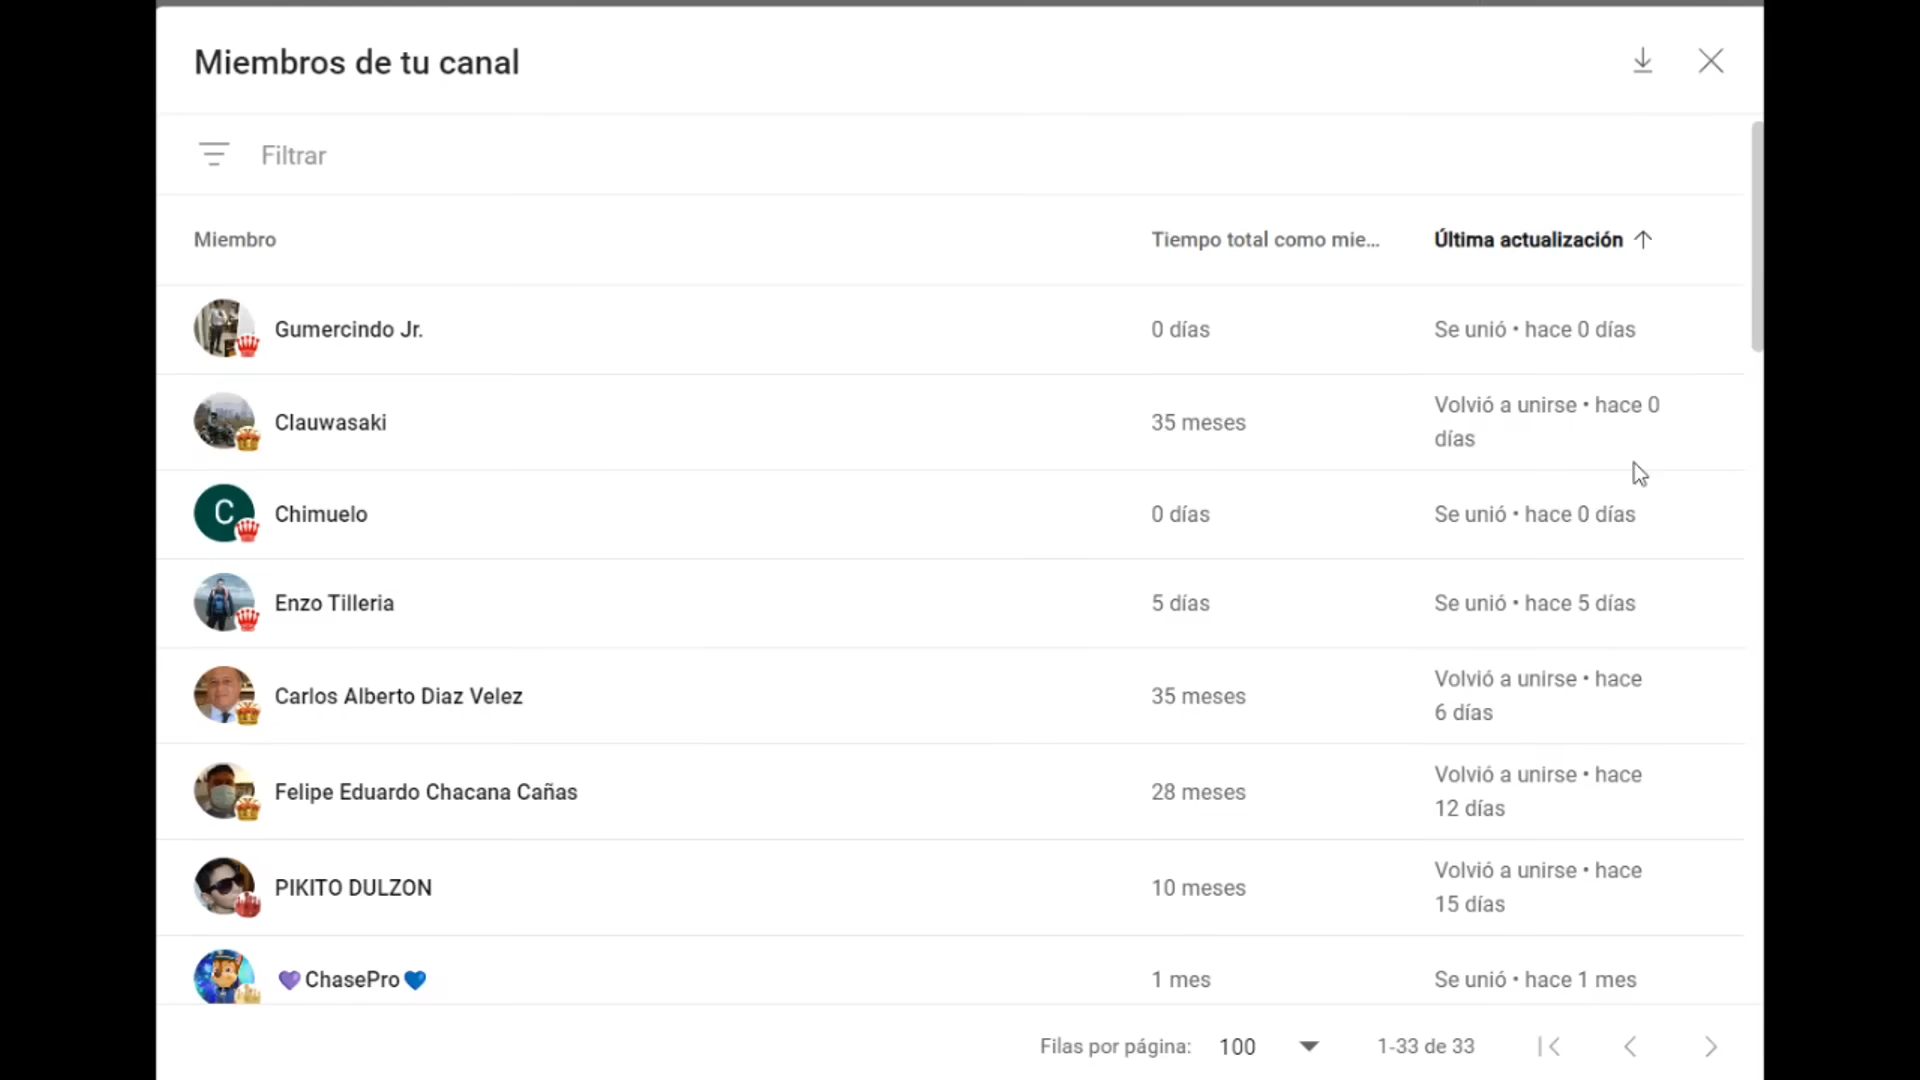 Miembros de tu canal
Filtrar
Miembro Tiempo total como mie... Última actualización
Gumercindo Jr. 0 días Se unió • hace 0 días
Clauwasaki 35 meses Volvió a unirse • hace 0
días
C Chimuelo 0 días Se unió • hace 0 días
Enzo Tilleria 5 días Se unió • hace 5 días
Carlos Alberto Diaz Velez 35 meses Volvió a unirse • hace
6 días
Felipe Eduardo Chacana Cañas 28 meses Volvió a unirse • hace
12 días
PIKITO DULZON 10 meses Volvió a unirse • hace
15 días
💜ChasePro💙 1 mes Se unió • hace 1 mes
Filas por página: 100 1-33 de 33